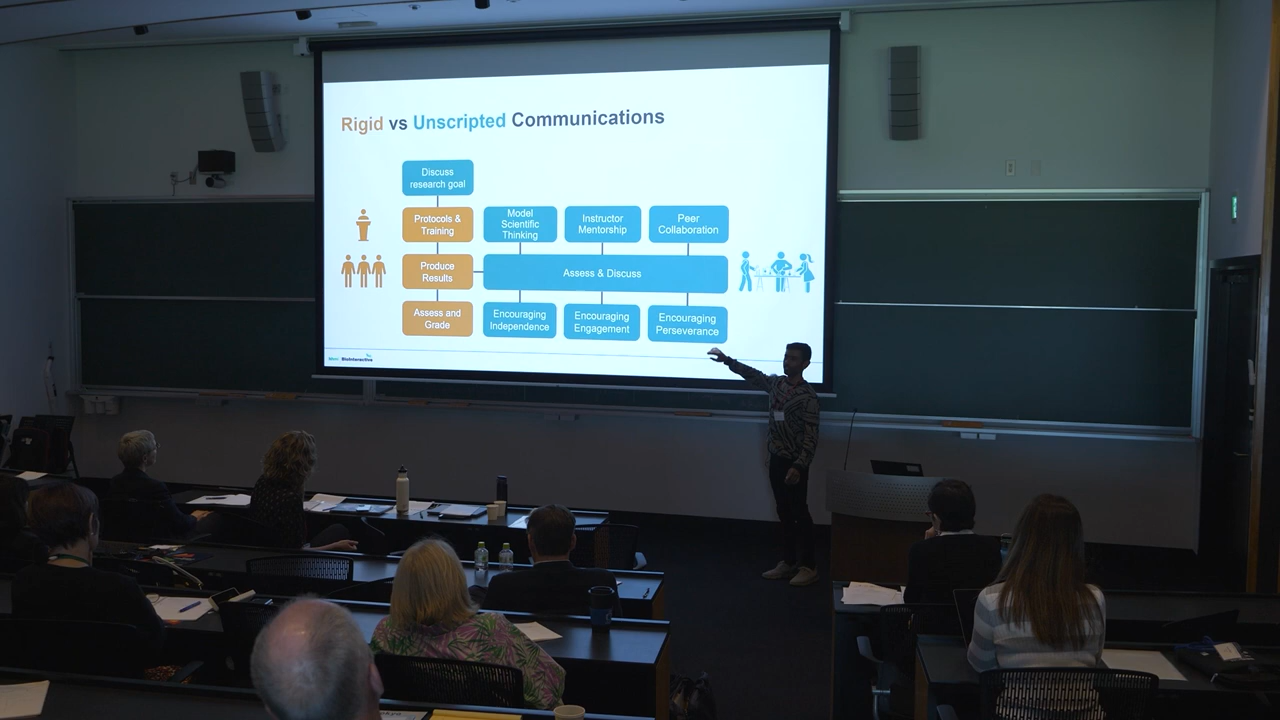 Rigid vs Unscripted Communications
Discuss
research goal
Protocols &
Training
Model
Scientific
Thinking
Instructor
Mentorship
Peer
Collaboration
Produce
Results
Assess & Discuss
Assess and
Grade
Encouraging
Independence
Encouraging
Engagement
Encouraging
Perseverance
BioInteractive